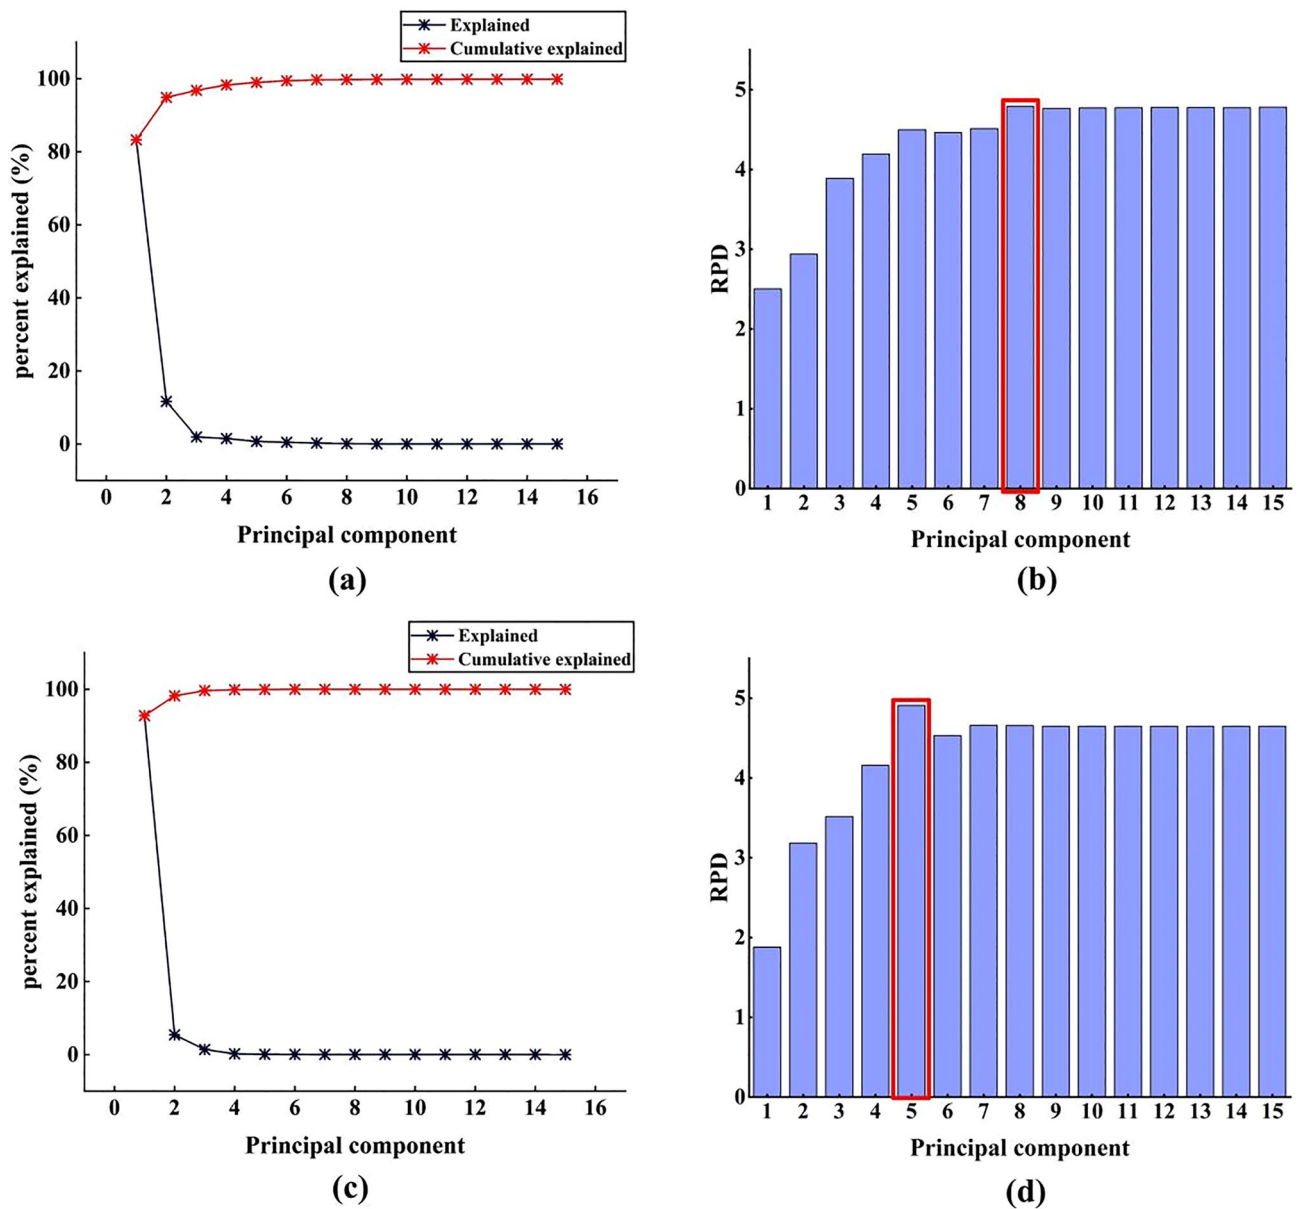 Explained
Cumulative explained
100
80
60
40
20
0
percent explained (%)
0 2 4 6 8 10 12 14 16
Principal component
(a)
5
4
3
2
1
0
RPD
1 2 3 4 5 6 7 8 9 10 11 12 13 14 15
Principal component
(b)
Explained
Cumulative explained
100
80
60
40
20
0
percent explained (%)
0 2 4 6 8 10 12 14 16
Principal component
(c)
5
4
3
2
1
0
RPD
1 2 3 4 5 6 7 8 9 10 11 12 13 14 15
Principal component
(d)